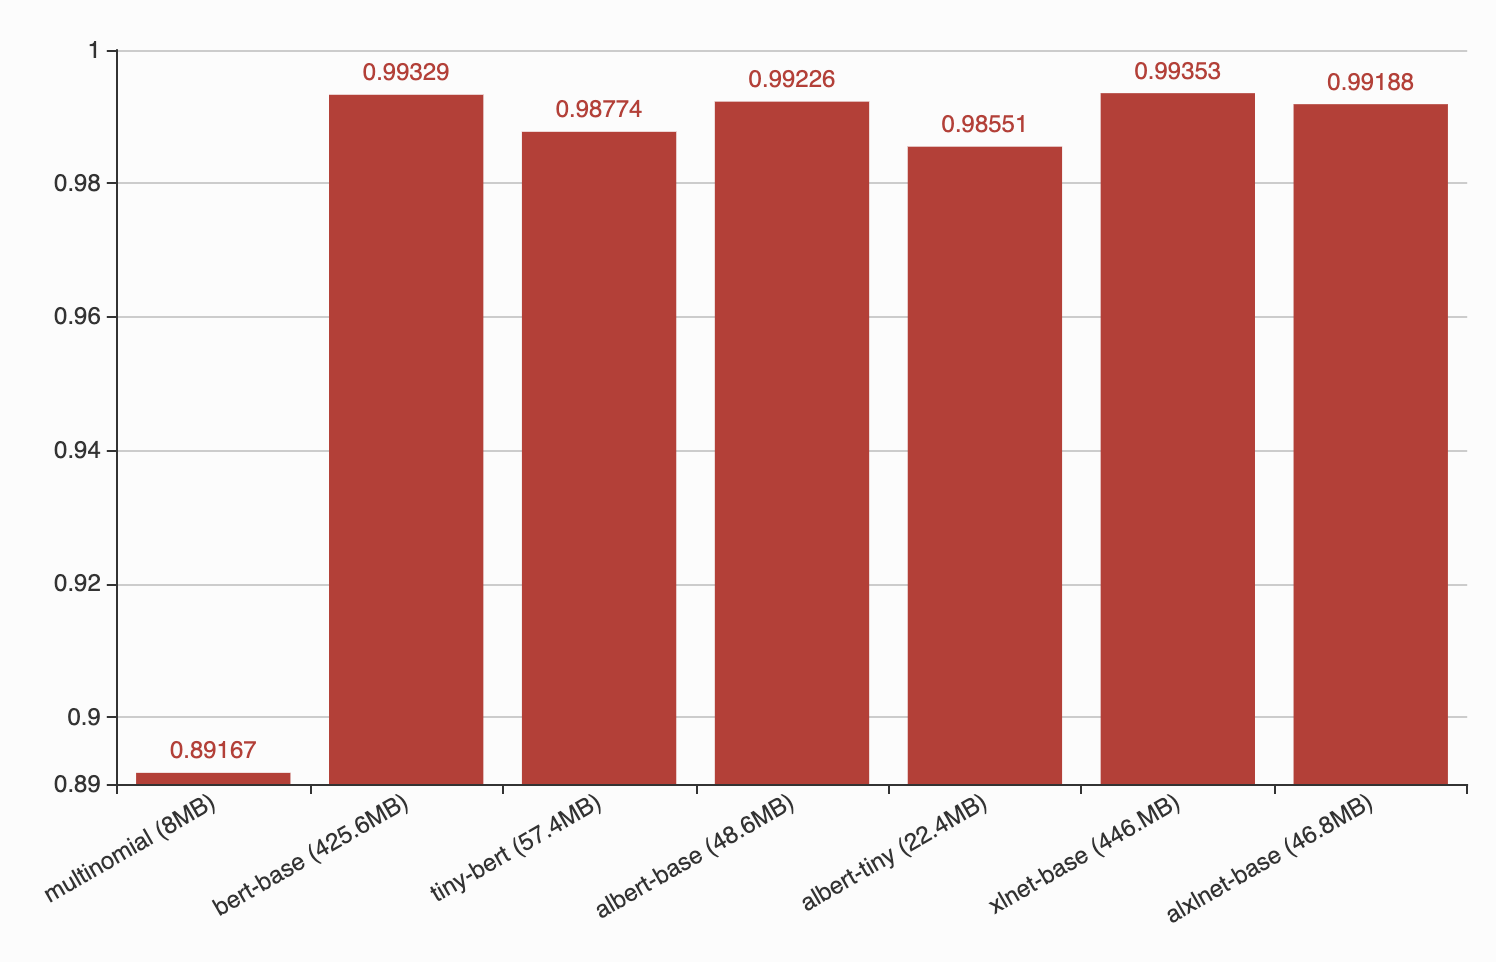 1
0.98
0.96
0.94
0.92
0.9
0.89
0.89167
0.99329
0.98774
0.99226
0.98551
0.99353
0.99188
multinomial (8MB)
bert-base (425.6MB)
tiny-bert (57.4MB)
albert-base (48.6MB)
albert-tiny (22.4MB)
xlnet-base (446.MB)
alxlnet-base (46.8MB)